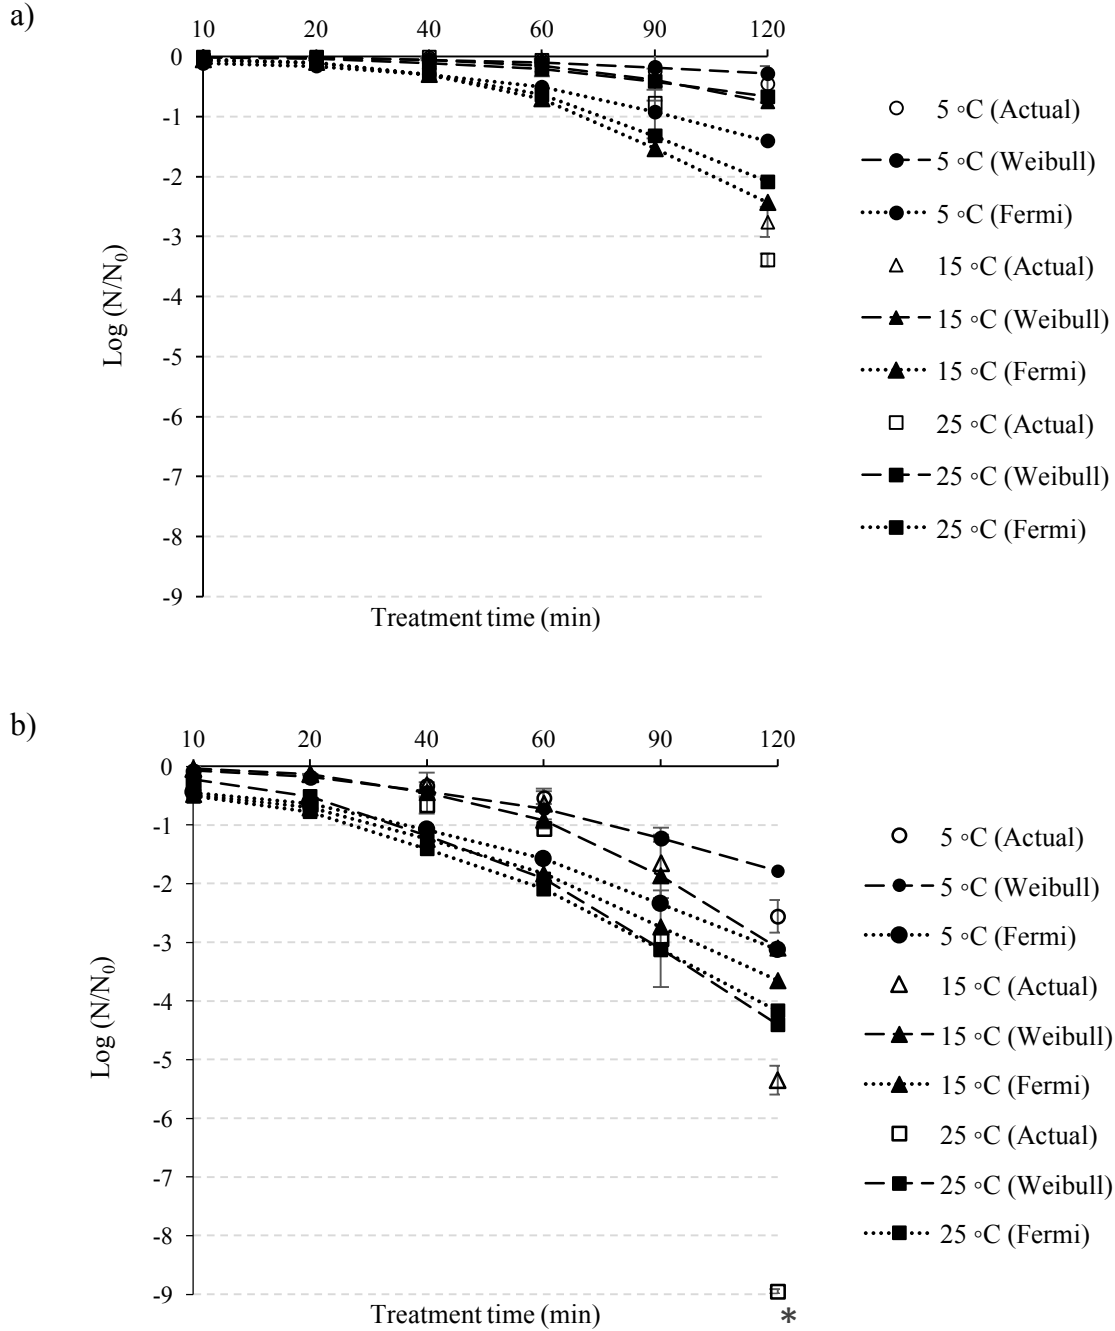 a)
10 20 40 60 90 120
0
-1
-2
-3
-4
-5
-6
-7
-8
-9
Log (N/N0)
Treatment time (min)
5 ◦C (Actual)
5 ◦C (Weibull)
5 ◦C (Fermi)
15 ◦C (Actual)
15 ◦C (Weibull)
15 ◦C (Fermi)
25 ◦C (Actual)
25 ◦C (Weibull)
25 ◦C (Fermi)
b)
10 20 40 60 90 120
0
-1
-2
-3
-4
-5
-6
-7
-8
-9
Log (N/N0)
Treatment time (min)
*
5 ◦C (Actual)
5 ◦C (Weibull)
5 ◦C (Fermi)
15 ◦C (Actual)
15 ◦C (Weibull)
15 ◦C (Fermi)
25 ◦C (Actual)
25 ◦C (Weibull)
25 ◦C (Fermi)